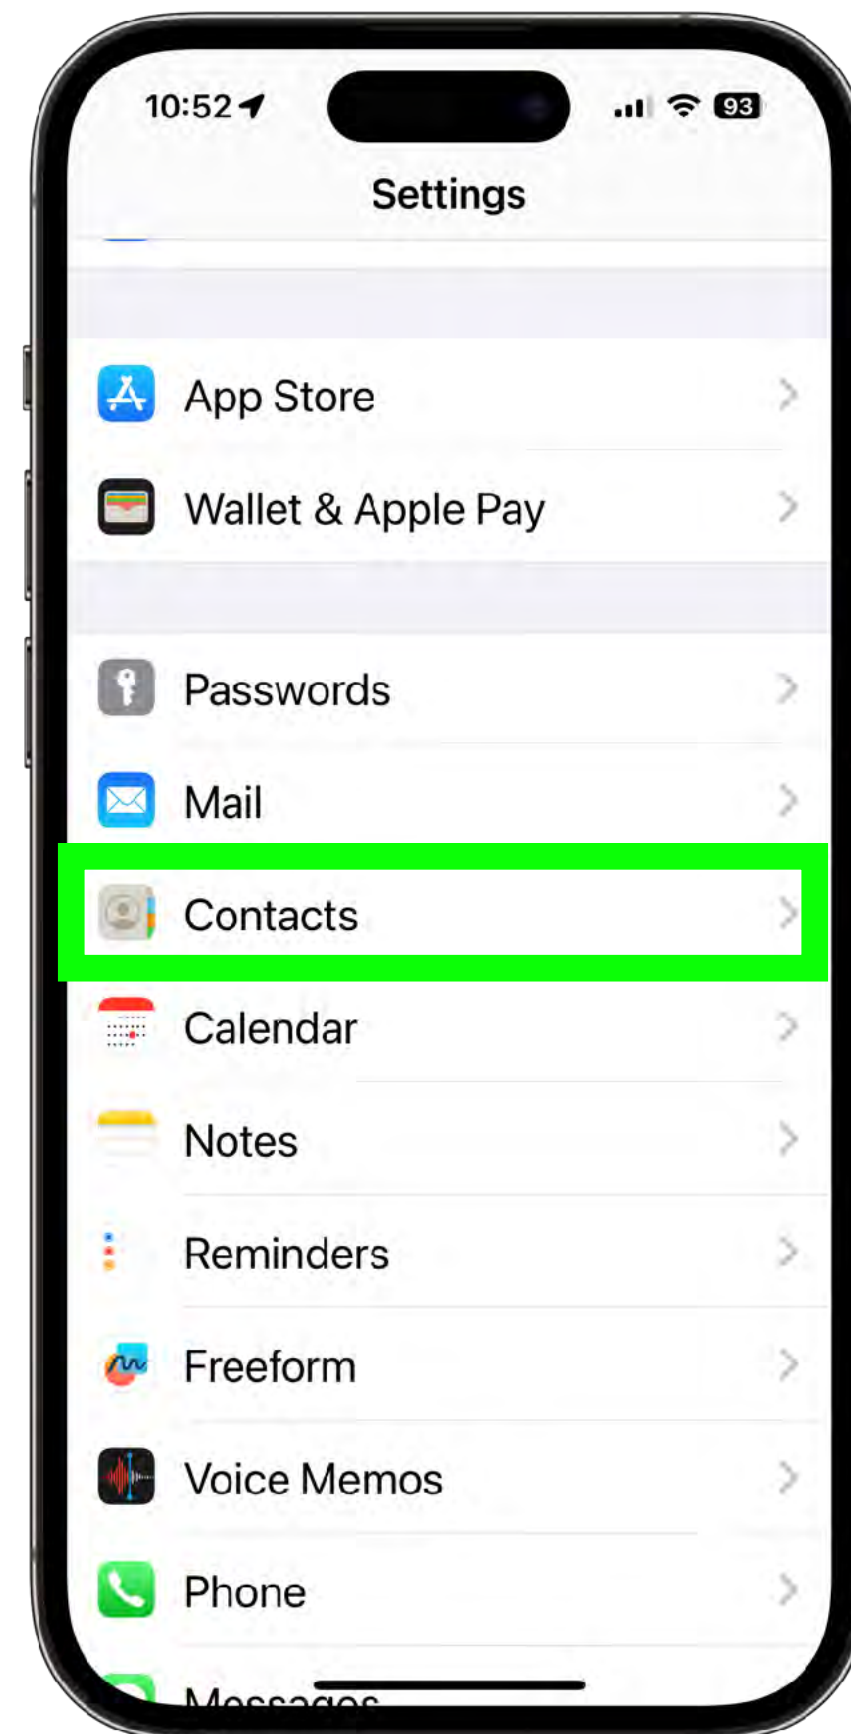 10:52
93
Settings
App Store
Wallet & Apple Pay
Passwords
Mail
Contacts
Calendar
Notes
Reminders
Freeform
Voice Memos
Phone
Messages